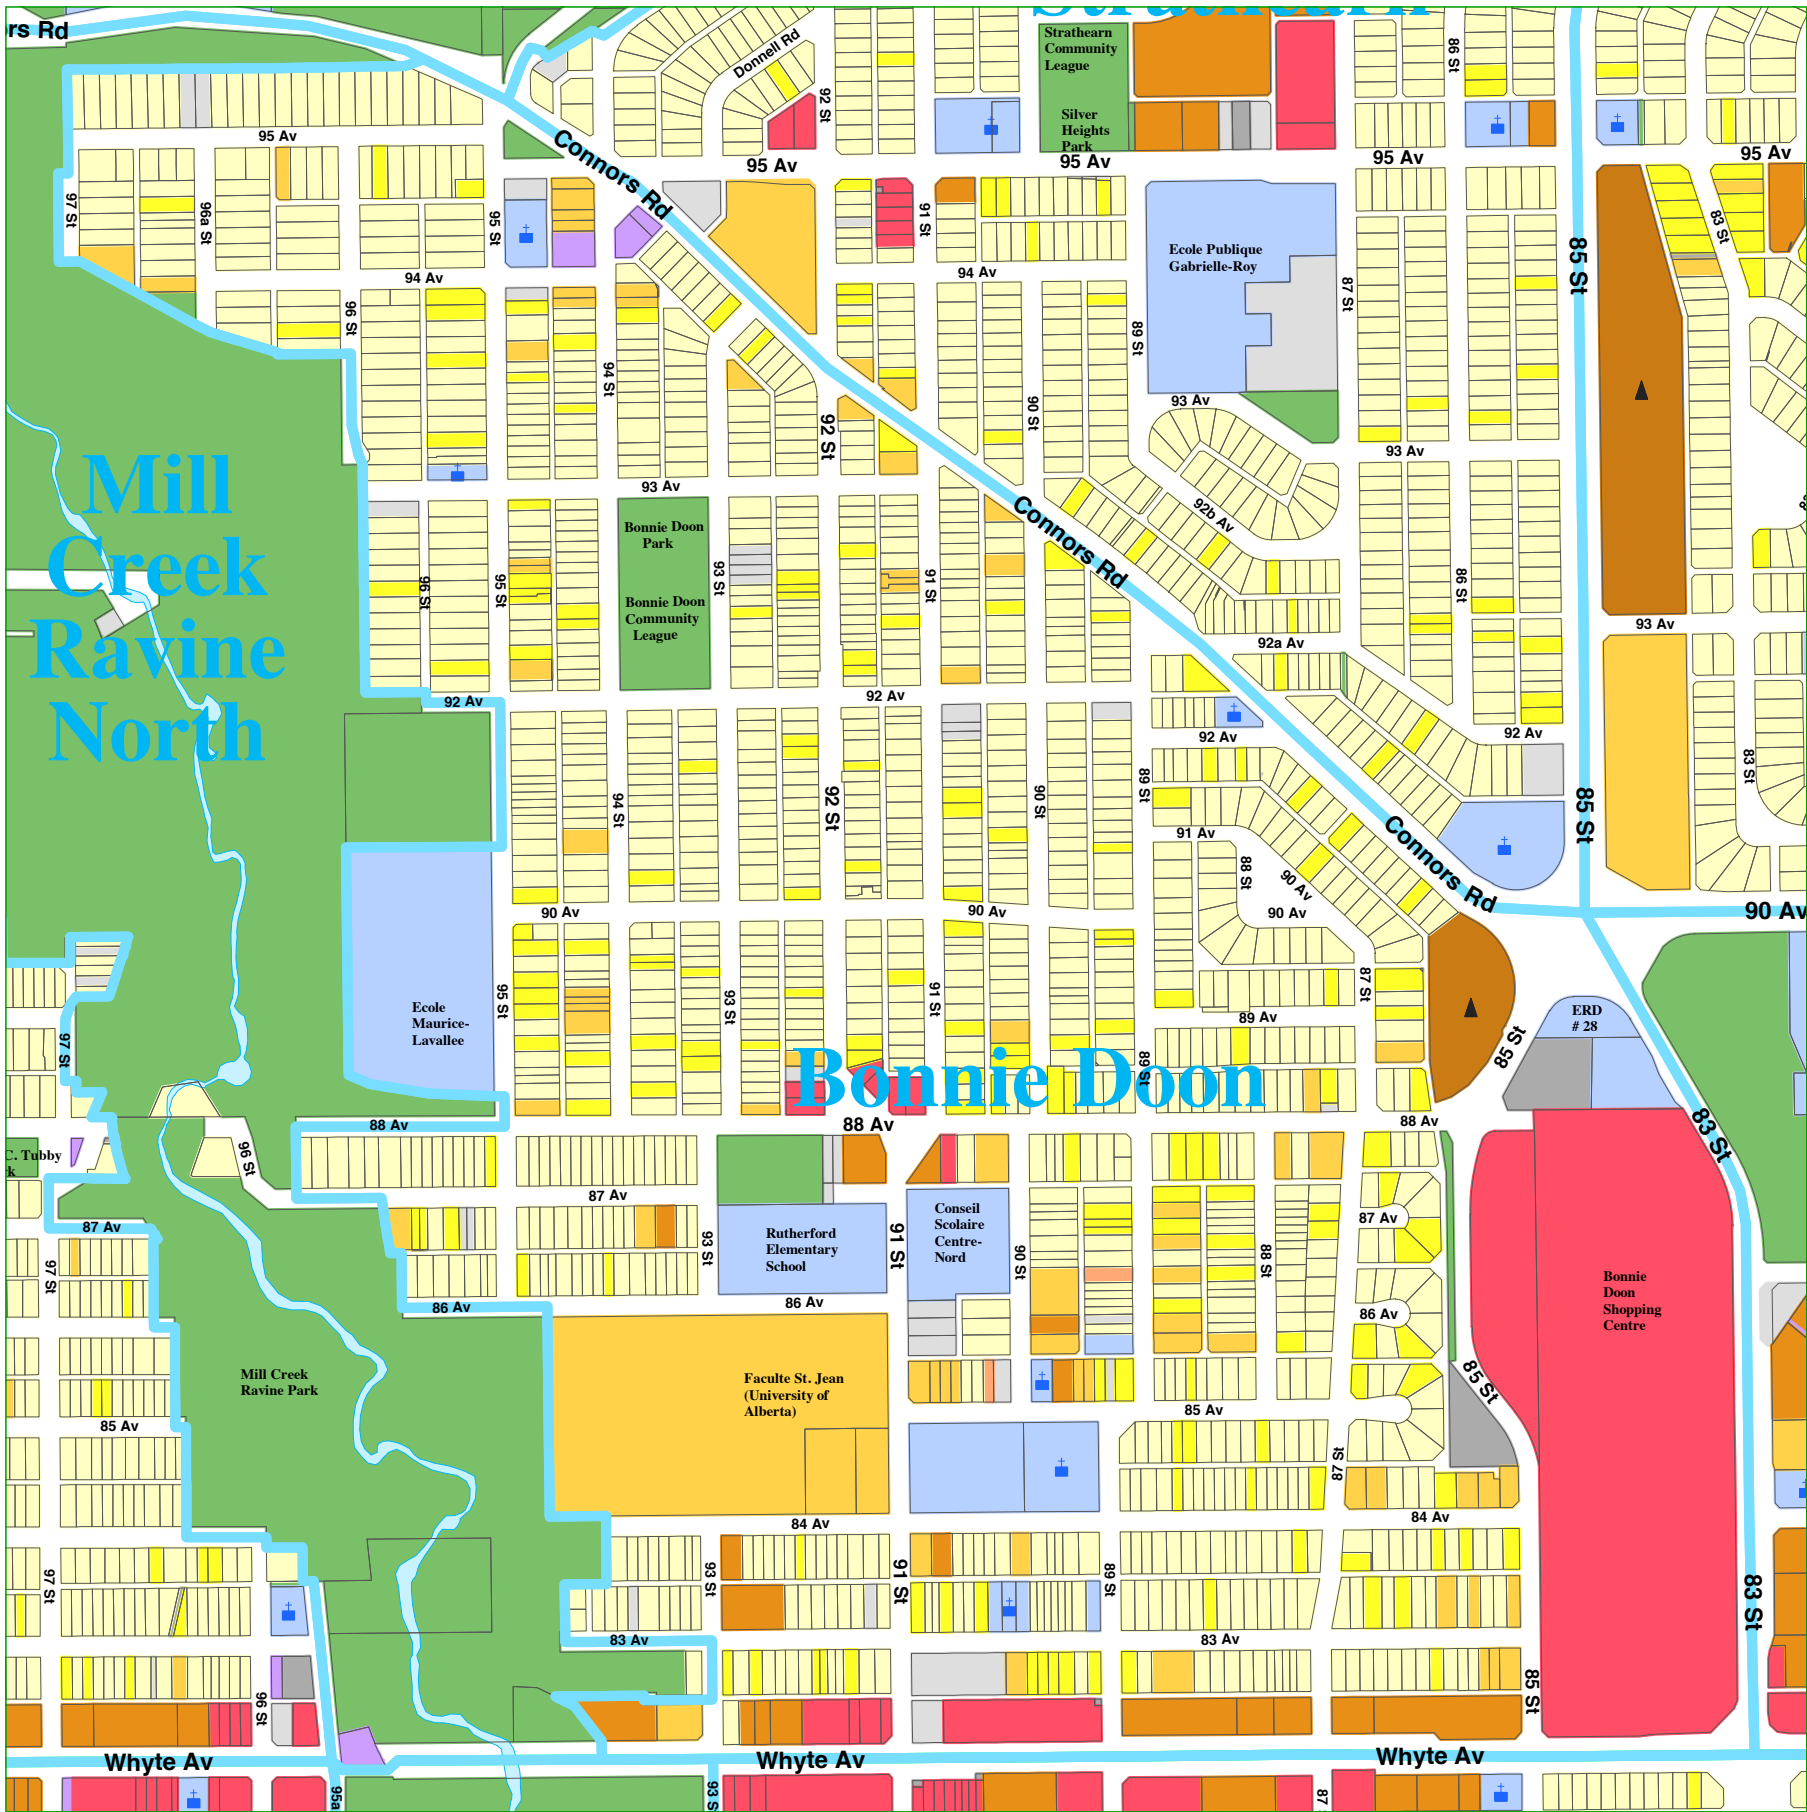 rs Rd
Strathearn
Strathearn
Community
League
Silver
Heights
Park
Donnell Rd
92 St
86 St
95 Av
Connors Rd
95 Av
95 Av
95 Av
95 Av
97 St
96a St
95 St
91 St
83 St
94 Av
94 Av
Ecole Publique
Gabrielle-Roy
85 St
87 St
96 St
94 St
89 St
92 St
90 St
93 Av
93 Av
93 Av
Mill
Creek
Ravine
North
Bonnie Doon
Park
Bonnie Doon
Community
League
Connors Rd
92b Av
96 St
95 St
93 St
91 St
86 St
93 Av
92a Av
92 Av
92 Av
92 Av
92 Av
94 St
92 St
90 St
89 St
83 St
85 St
91 Av
88 St
90 Av
Connors Rd
90 Av
90 Av
90 Av
90 Av
Ecole
Maurice-
Lavallee
95 St
93 St
91 St
87 St
89 Av
ERD
# 28
85 St
97 St
Bonnie Doon
89 St
88 Av
88 Av
88 Av
83 St
C. Tubby
k
96 St
87 Av
87 Av
87 Av
97 St
93 St
Rutherford
Elementary
School
91 St
Conseil
Scolaire
Centre-
Nord
90 St
88 St
Bonnie
Doon
Shopping
Centre
86 Av
86 Av
86 Av
Mill Creek
Ravine Park
Faculte St. Jean
(University of
Alberta)
85 St
85 Av
85 Av
87 St
84 Av
84 Av
97 St
93 St
91 St
89 St
83 St
83 Av
83 Av
96 St
85 St
Whyte Av
Whyte Av
Whyte Av
95a
93 S
87